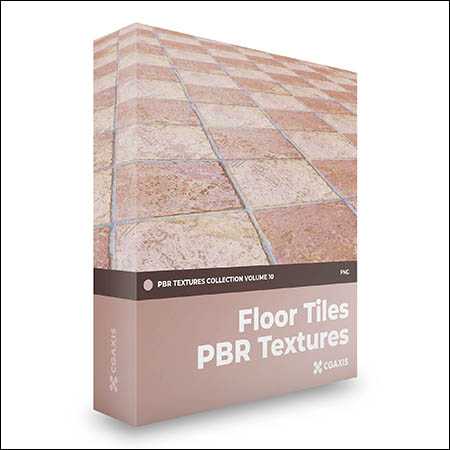 PBR TEXTURES COLLECTION VOLUME 10
PNG
Floor Tiles
PBR Textures
CGAXIS
CGAXIS